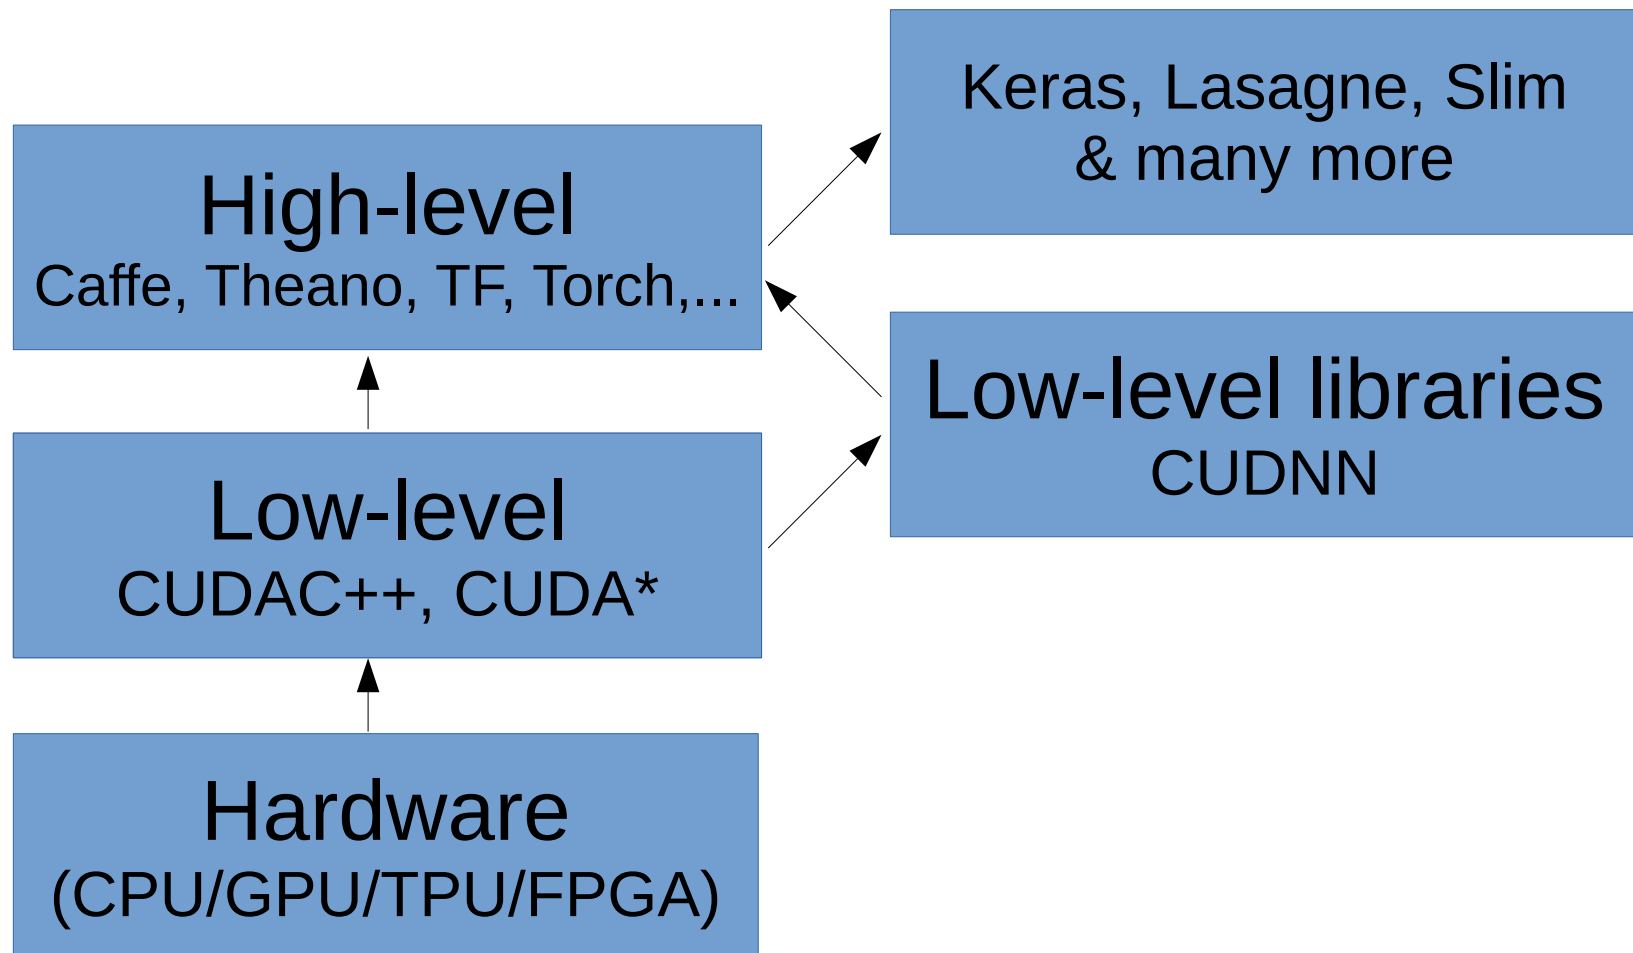 Keras, Lasagne, Slim
& many more
High-level
Caffe, Theano, TF, Torch,...
Low-level libraries
CUDNN
Low-level
CUDAC++, CUDA*
Hardware
(CPU/GPU/TPU/FPGA)